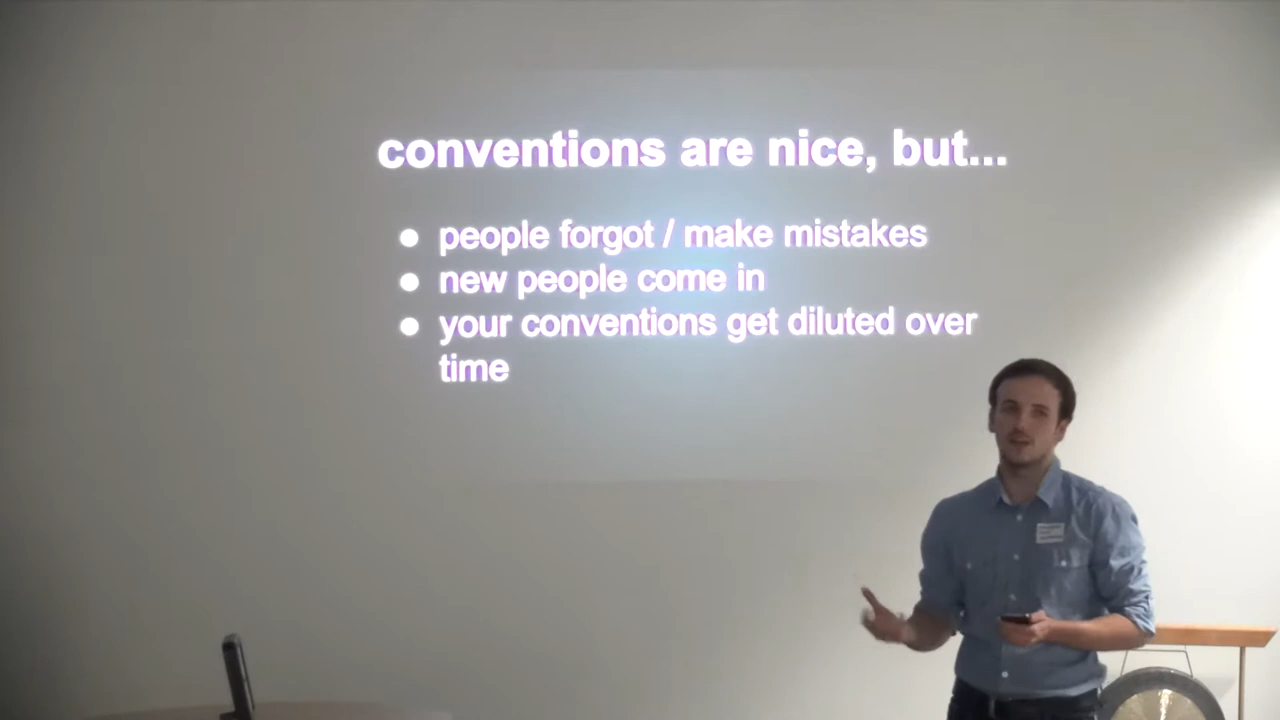 conventions are nice, but...
● people forgot / make mistakes
● new people come in
● your conventions get diluted over
time